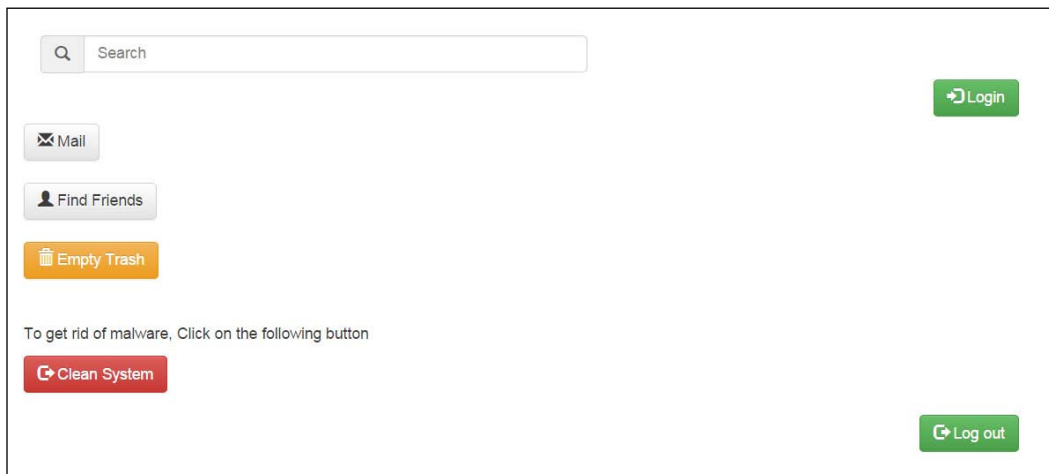 Search
Login
Mail
Find Friends
Empty Trash
To get rid of malware, Click on the following button
Clean System
Log out